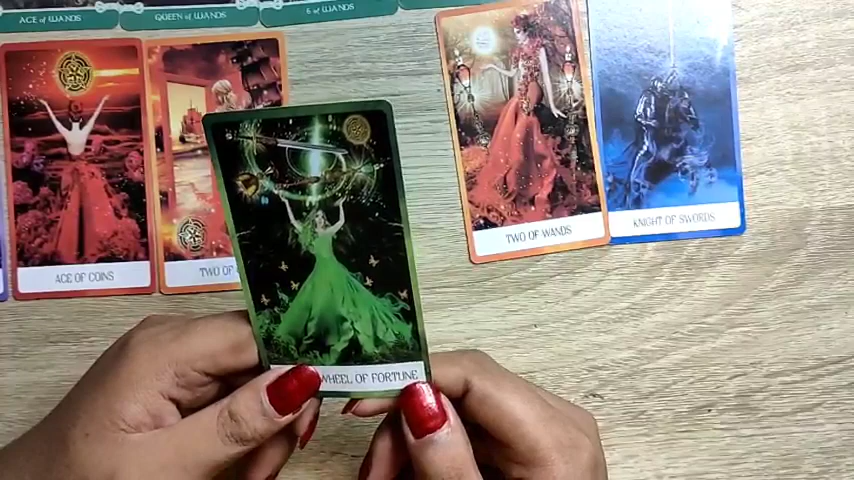 ACE OF WANDS
QUEEN OF WANDS
6 OF WANDS
ACE OF COINS
TWO OF
TWO OF WANDS
KNIGHT OF SWORDS
WHEEL OF FORTUNE